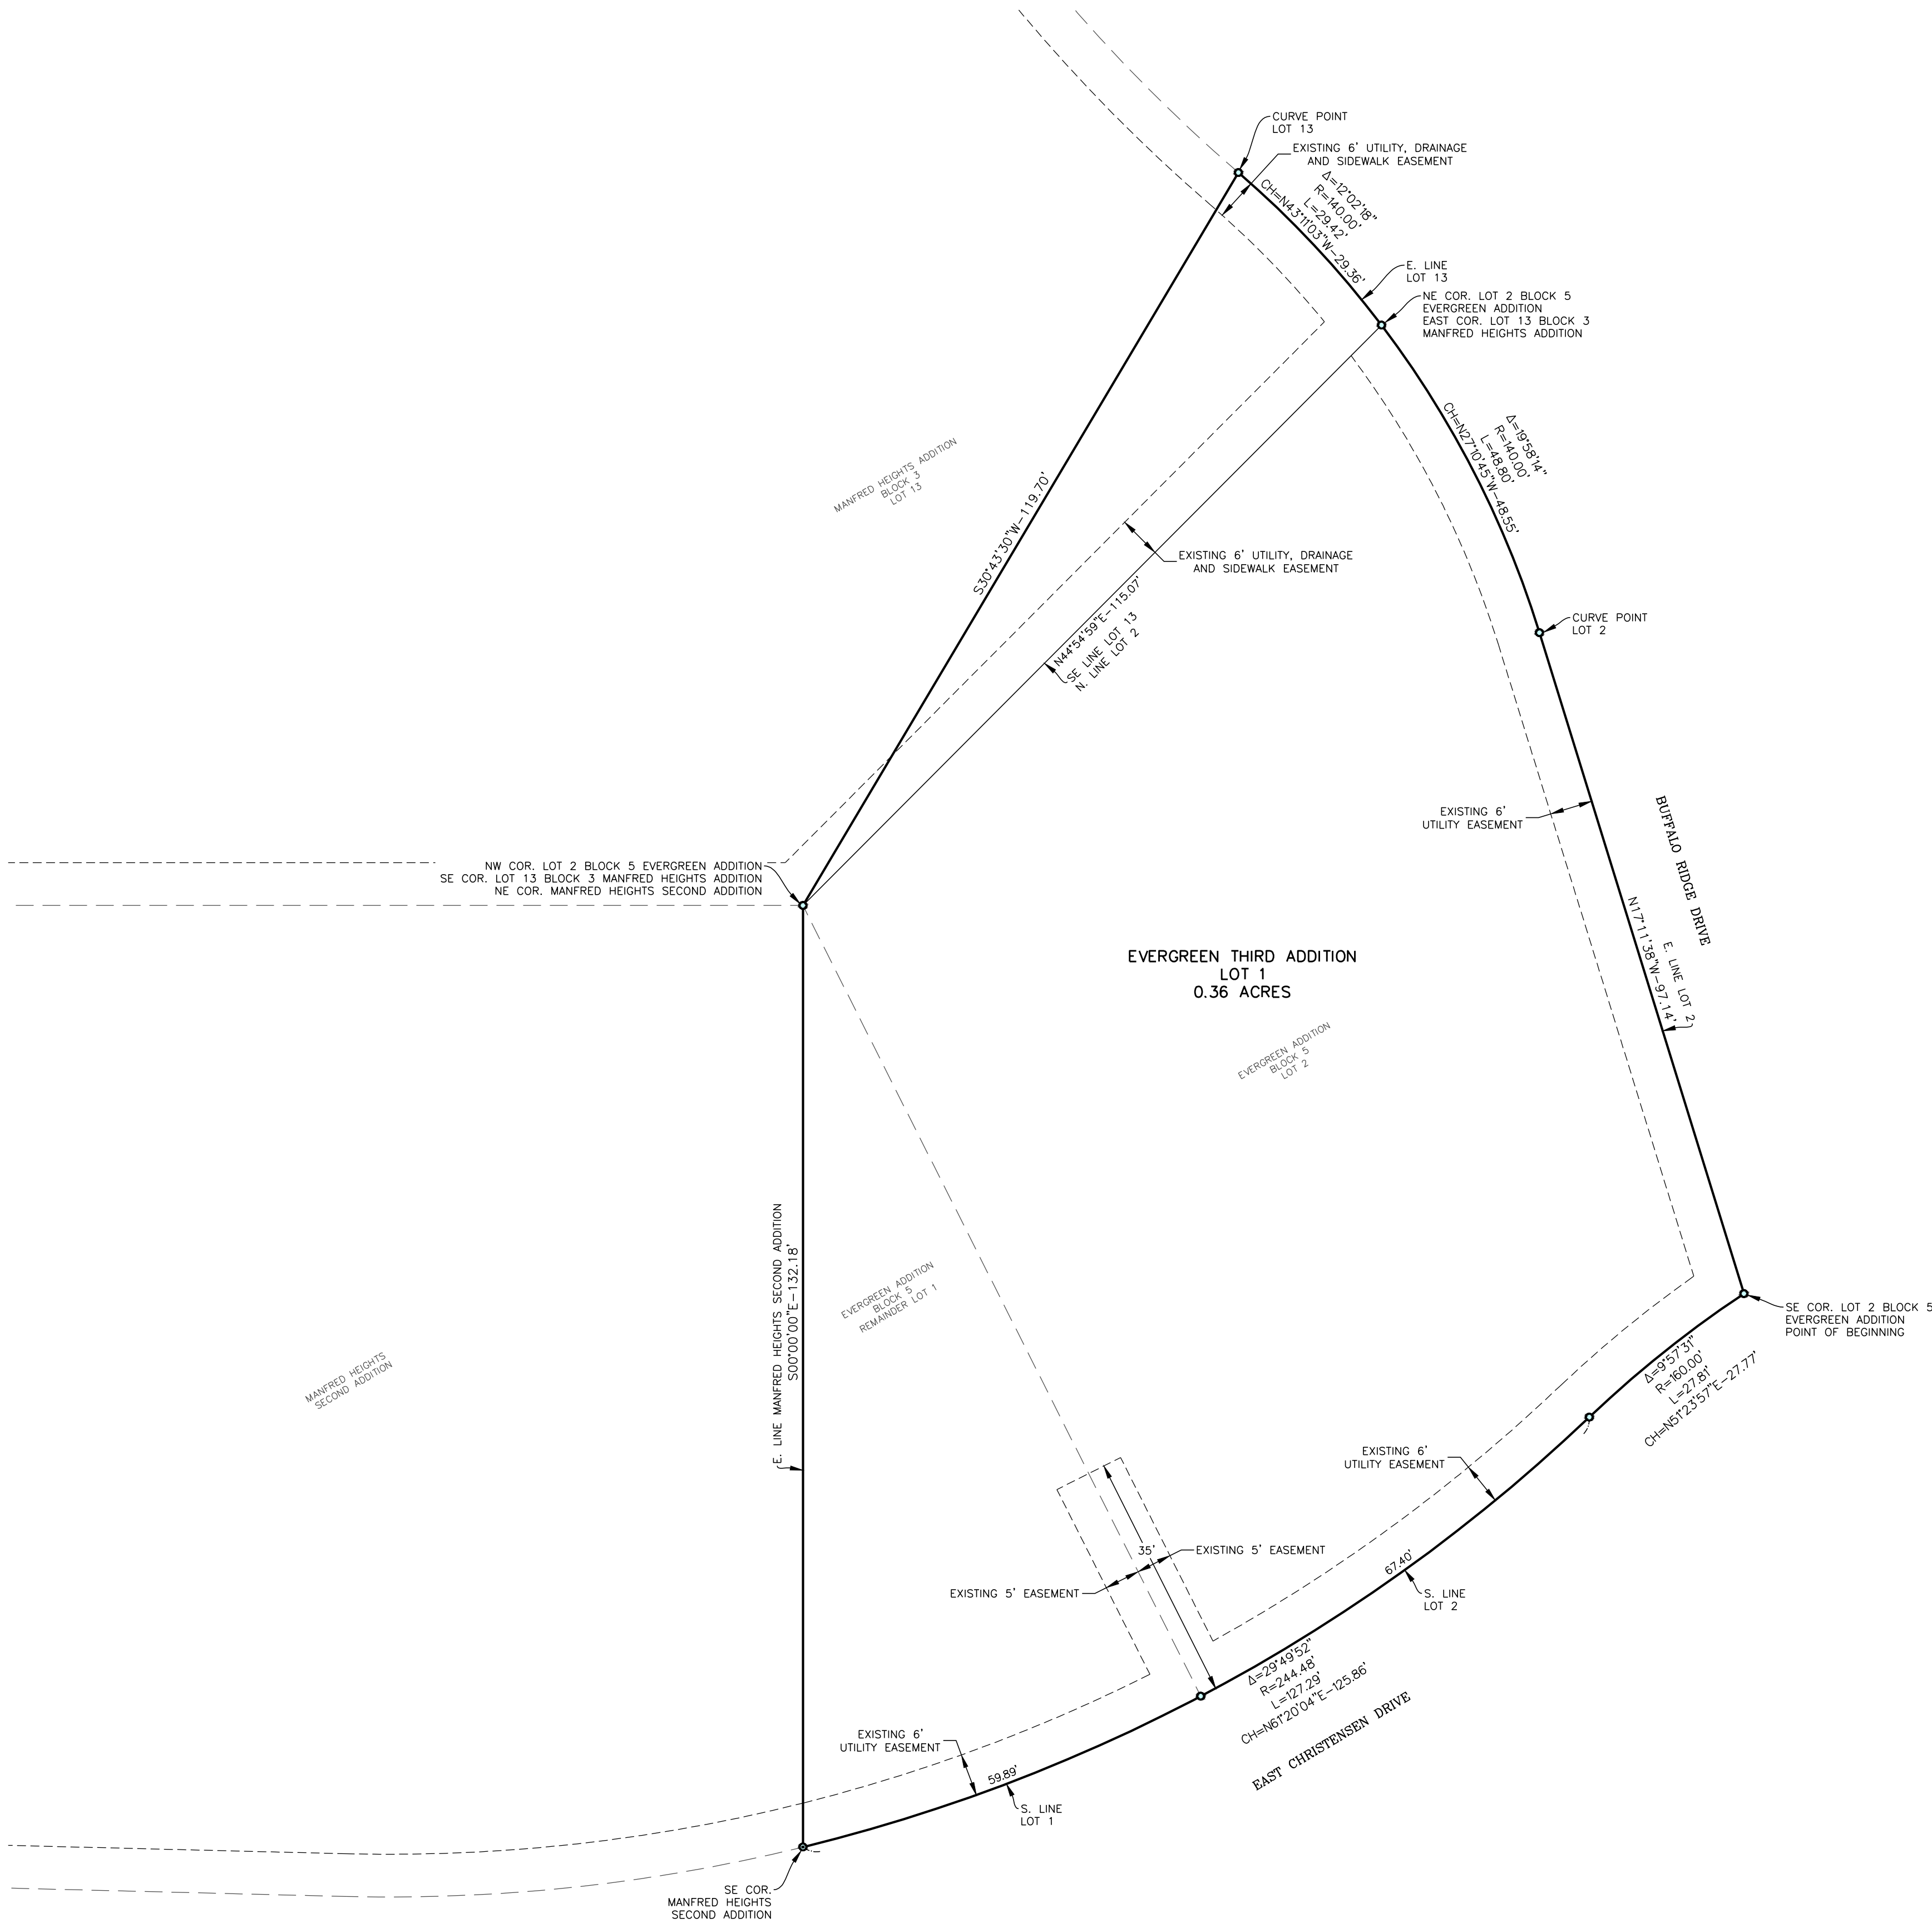 CURVE POINT
LOT 13
EXISTING 6' UTILITY, DRAINAGE
AND SIDEWALK EASEMENT
Δ=12°02'18"
R=140.00'
L=29.42'
CH=N43°11'03"W-29.36'
E. LINE
LOT 13
NE COR. LOT 2 BLOCK 5
EVERGREEN ADDITION
EAST COR. LOT 13 BLOCK 3
MANFRED HEIGHTS ADDITION
Δ=19°58'14"
R=140.00'
L=48.80'
CH=N27°10'45"W-48.55'
MANFRED HEIGHTS ADDITION
BLOCK 3
LOT 13
S30°43'30"W-119.70'
EXISTING 6' UTILITY, DRAINAGE
AND SIDEWALK EASEMENT
N44°54'59"E-115.07'
SE LINE LOT 13
N. LINE LOT 2
CURVE POINT
LOT 2
EXISTING 6'
UTILITY EASEMENT
BUFFALO RIDGE DRIVE
NW COR. LOT 2 BLOCK 5 EVERGREEN ADDITION
SE COR. LOT 13 BLOCK 3 MANFRED HEIGHTS ADDITION
NE COR. MANFRED HEIGHTS SECOND ADDITION
N17°11'38"W-97.14'
E. LINE LOT 2
EVERGREEN THIRD ADDITION
LOT 1
0.36 ACRES
EVERGREEN ADDITION
BLOCK 5
LOT 2
E. LINE MANFRED HEIGHTS SECOND ADDITION
S00°00'00"E-132.18'
EVERGREEN ADDITION
BLOCK 5
REMAINDER LOT 1
MANFRED HEIGHTS
SECOND ADDITION
SE COR. LOT 2 BLOCK 5
EVERGREEN ADDITION
POINT OF BEGINNING
Δ=9°57'31"
R=160.00'
L=27.81'
CH=N51°23'57"E-27.77'
EXISTING 6'
UTILITY EASEMENT
35'
EXISTING 5' EASEMENT
EXISTING 5' EASEMENT
67.40'
S. LINE
LOT 2
Δ=29°49'52"
R=244.48'
L=127.29'
CH=N61°20'04"E-125.86'
EAST CHRISTENSEN DRIVE
EXISTING 6'
UTILITY EASEMENT
59.89'
S. LINE
LOT 1
SE COR.
MANFRED HEIGHTS
SECOND ADDITION